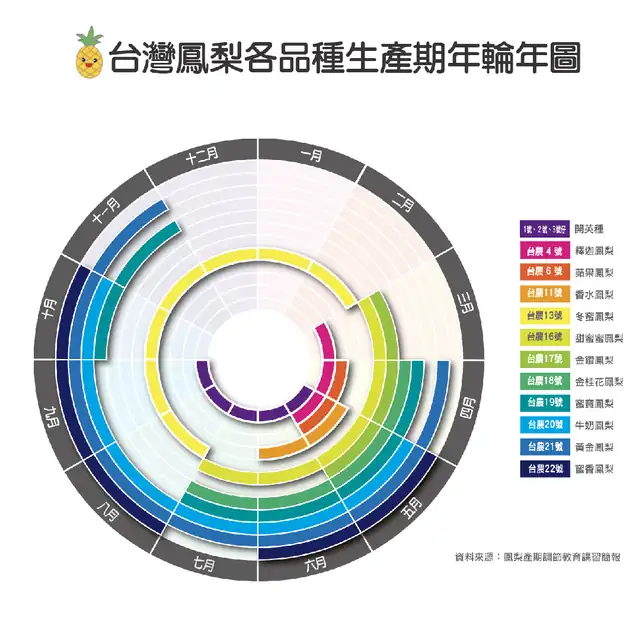 台灣鳳梨各品種生產期年輪年圖
一月
二月
三月
四月
五月
六月
七月
八月
九月
十月
十一月
十二月
1號、2號、3號仔 開英種
台農 4 號 釋迦鳳梨
台農 6 號 蘋果鳳梨
台農11號 香水鳳梨
台農13號 冬蜜鳳梨
台農16號 甜蜜蜜鳳梨
台農17號 金鑽鳳梨
台農18號 金桂花鳳梨
台農19號 蜜寶鳳梨
台農20號 牛奶鳳梨
台農21號 黃金鳳梨
台農22號 蜜香鳳梨
資料來源：鳳梨產期調節教育講習簡報